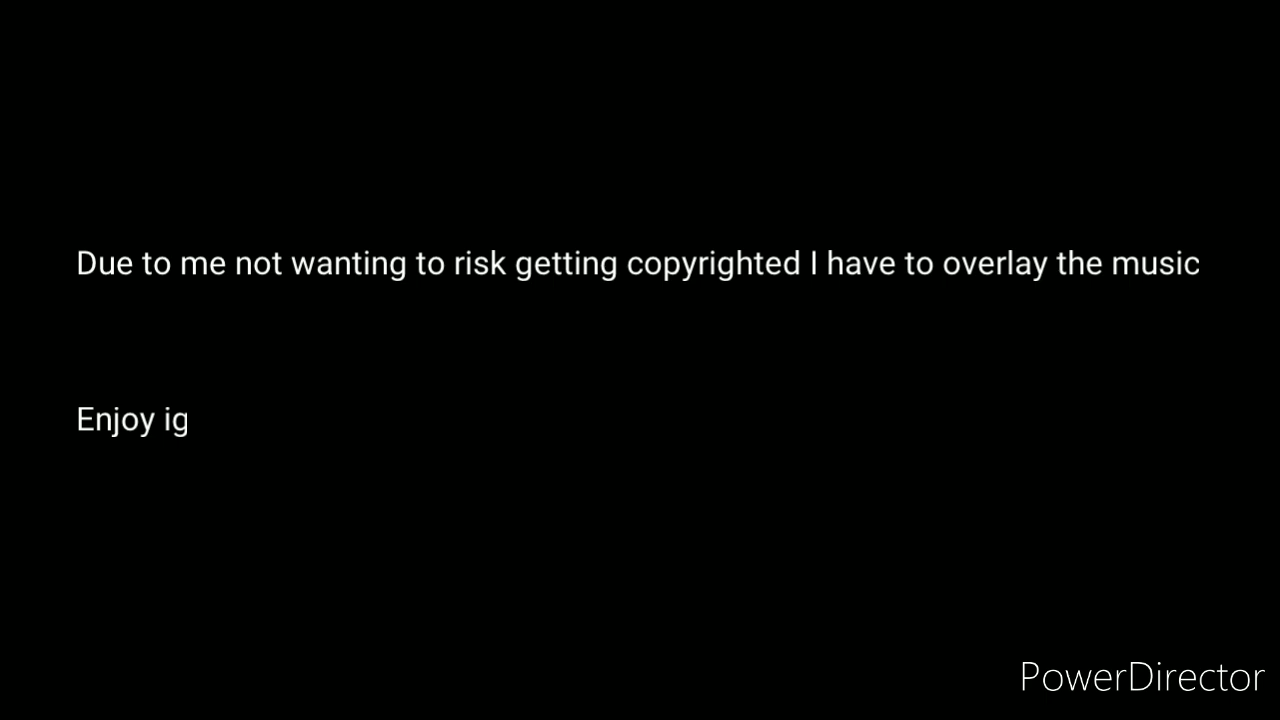 Due to me not wanting to risk getting copyrighted I have to overlay the music
Enjoy ig
PowerDirector